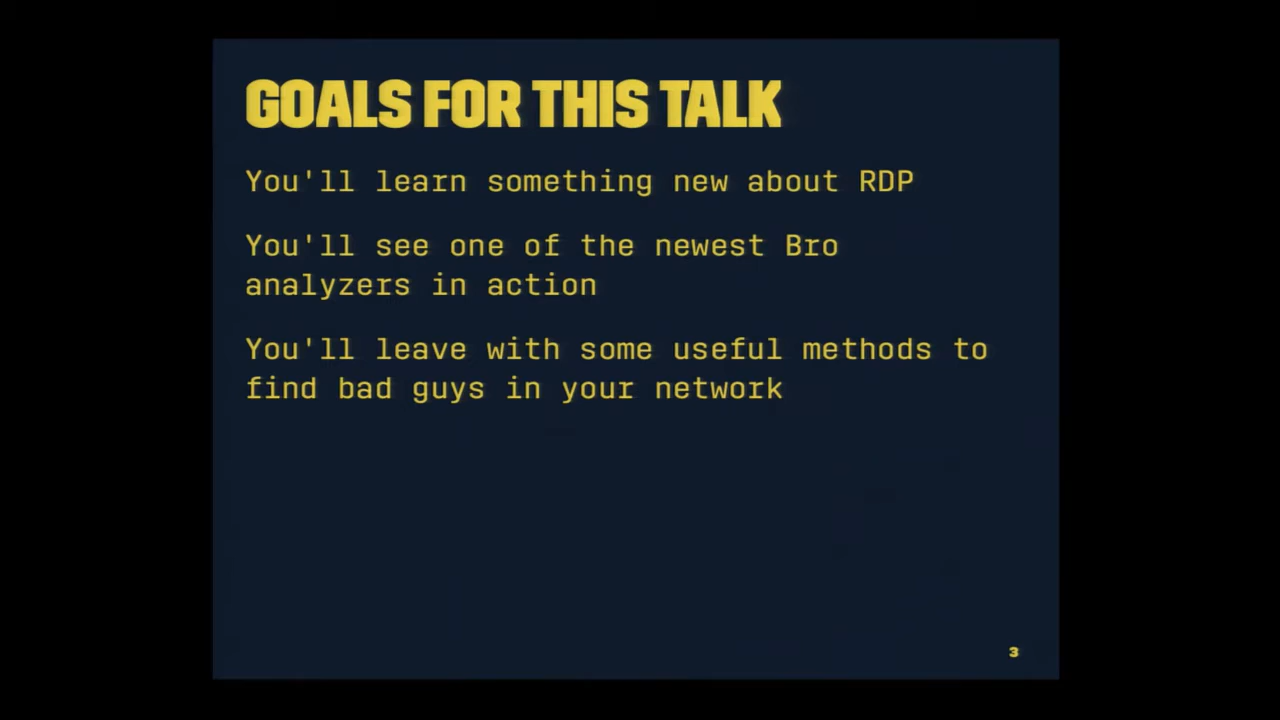 GOALS FOR THIS TALK
You'll learn something new about RDP
You'll see one of the newest Bro
analyzers in action
You'll leave with some useful methods to
find bad guys in your network
3